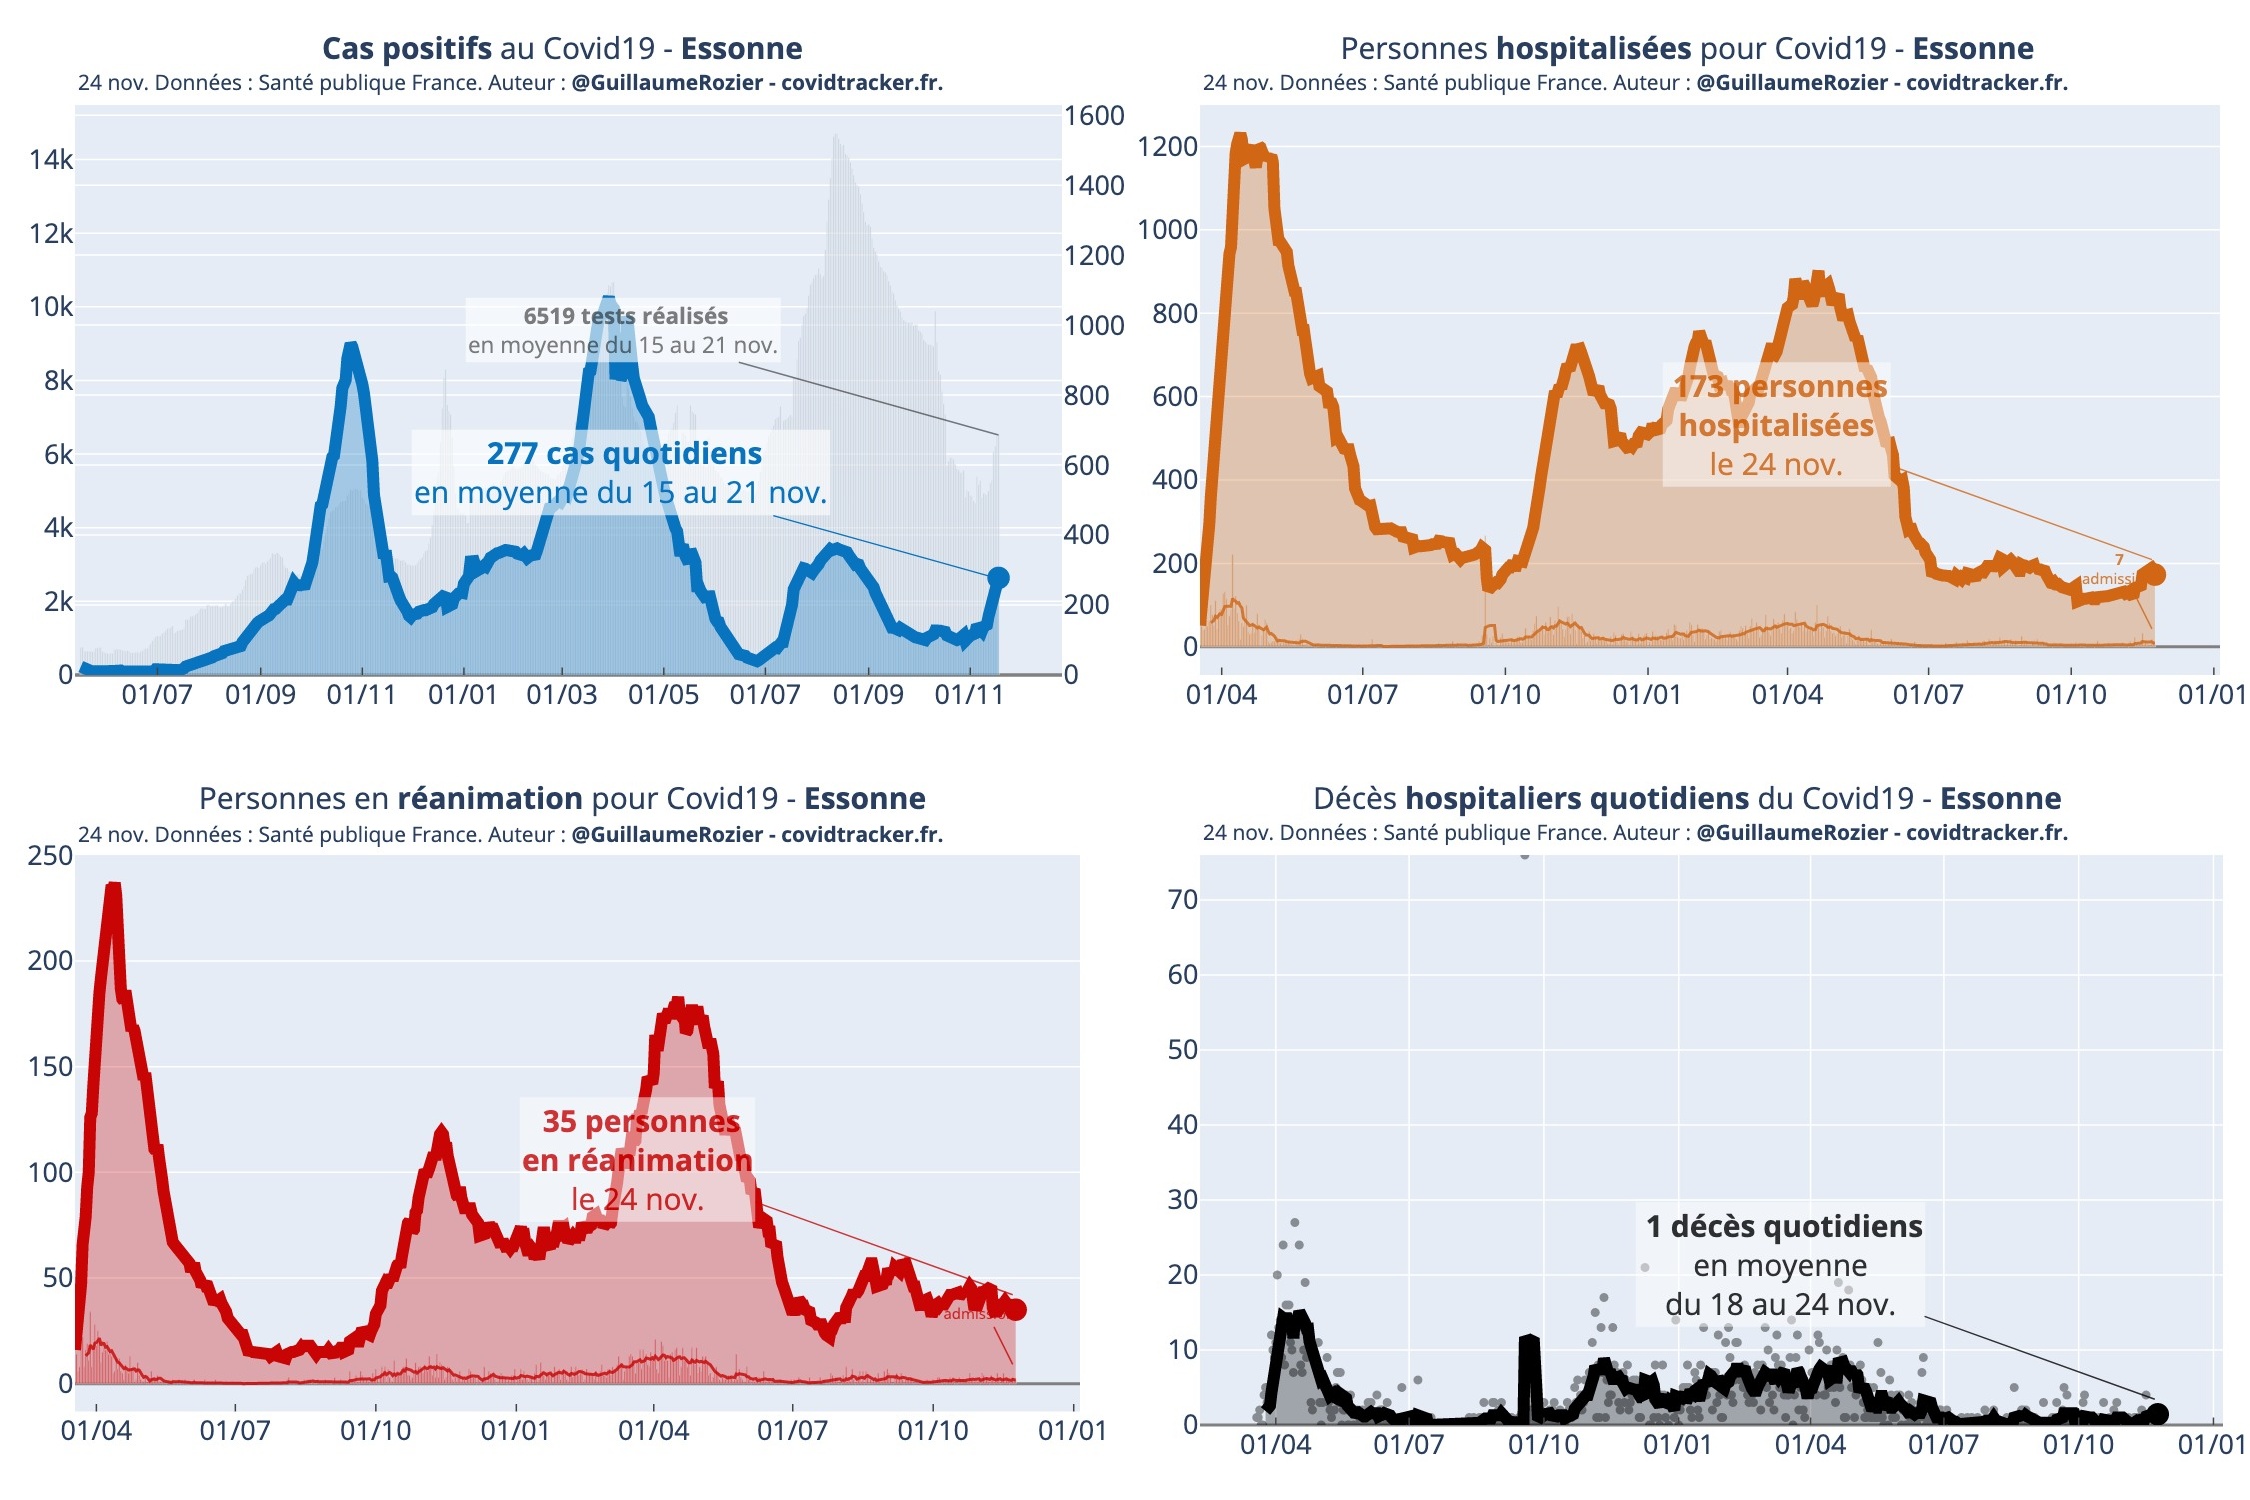 Cas positifs au Covid19 - Essonne
24 nov. Données : Santé publique France. Auteur : @GuillaumeRozier - covidtracker.fr.
14k
12k
10k
8k
6k
4k
2k
0
1600
1400
1200
1000
800
600
400
200
0
6519 tests réalisés
en moyenne du 15 au 21 nov.
277 cas quotidiens
en moyenne du 15 au 21 nov.
01/07 01/09 01/11 01/01 01/03 01/05 01/07 01/09 01/11
Personnes hospitalisées pour Covid19 - Essonne
24 nov. Données : Santé publique France. Auteur : @GuillaumeRozier - covidtracker.fr.
1200
1000
800
600
400
200
0
173 personnes
hospitalisées
le 24 nov.
7
01/04 01/07 01/10 01/01 01/04 01/07 01/10 01/01
Personnes en réanimation pour Covid19 - Essonne
24 nov. Données : Santé publique France. Auteur : @GuillaumeRozier - covidtracker.fr.
250
200
150
100
50
0
35 personnes
en réanimation
le 24 nov.
01/04 01/07 01/10 01/01 01/04 01/07 01/10 01/01
Décès hospitaliers quotidiens du Covid19 - Essonne
24 nov. Données : Santé publique France. Auteur : @GuillaumeRozier - covidtracker.fr.
70
60
50
40
30
20
10
0
1 décès quotidiens
en moyenne
du 18 au 24 nov.
01/04 01/07 01/10 01/01 01/04 01/07 01/10 01/01